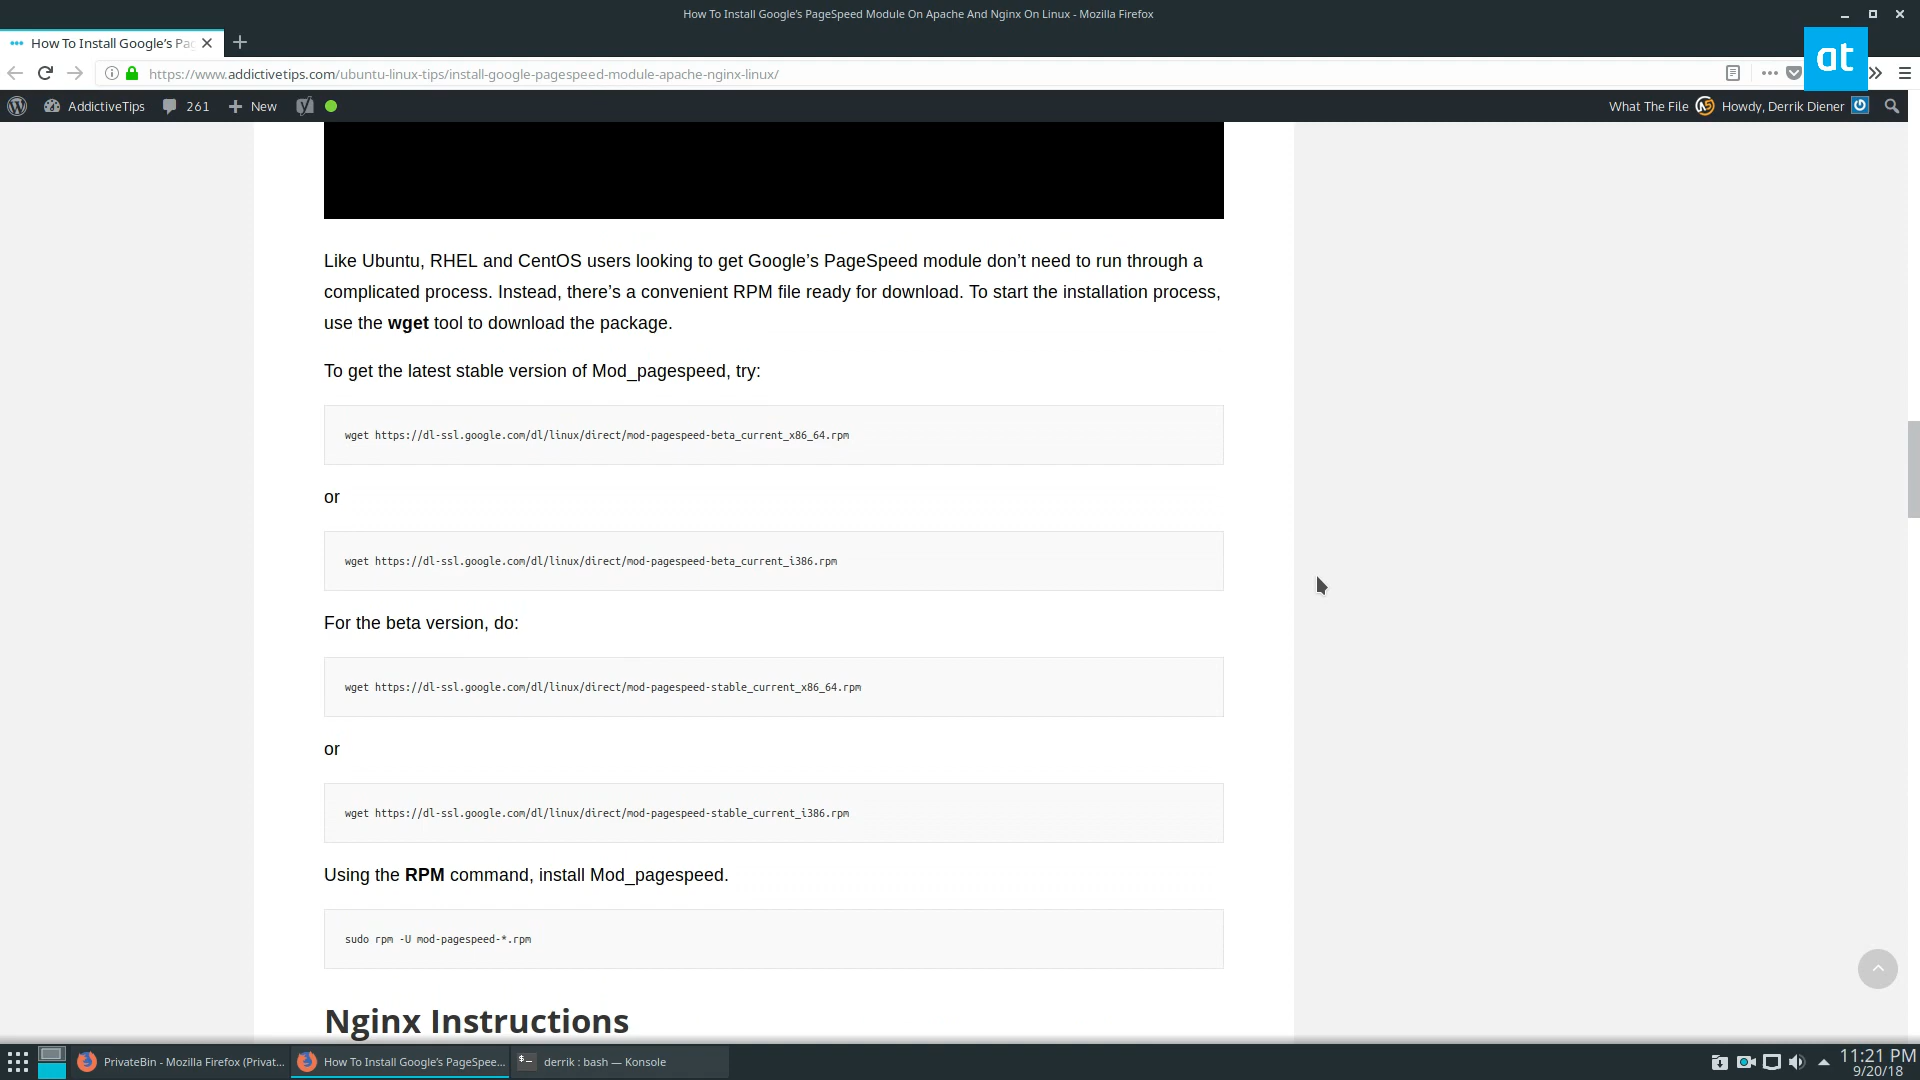 How To Install Google's PageSpeed Module On Apache And Nginx On Linux - Mozilla Firefox
How To Install Google's Pag
at
https://www.addictivetips.com/ubuntu-linux-tips/install-google-pagespeed-module-apache-nginx-linux/
AddictiveTips 261 New What The File Howdy, Derrik Diener
Like Ubuntu, RHEL and CentOS users looking to get Google's PageSpeed module don't need to run through a
complicated process. Instead, there's a convenient RPM file ready for download. To start the installation process,
use the wget tool to download the package.
To get the latest stable version of Mod_pagespeed, try:
wget https://dl-ssl.google.com/dl/linux/direct/mod-pagespeed-beta_current_x86_64.rpm
or
wget https://dl-ssl.google.com/dl/linux/direct/mod-pagespeed-beta_current_i386.rpm
For the beta version, do:
wget https://dl-ssl.google.com/dl/linux/direct/mod-pagespeed-stable_current_x86_64.rpm
or
wget https://dl-ssl.google.com/dl/linux/direct/mod-pagespeed-stable_current_i386.rpm
Using the RPM command, install Mod_pagespeed.
sudo rpm -U mod-pagespeed-*.rpm
Nginx Instructions
PrivateBin - Mozilla Firefox (Privat... How To Install Google's PageSpee... derrik : bash — Konsole 11:21 PM
9/20/18